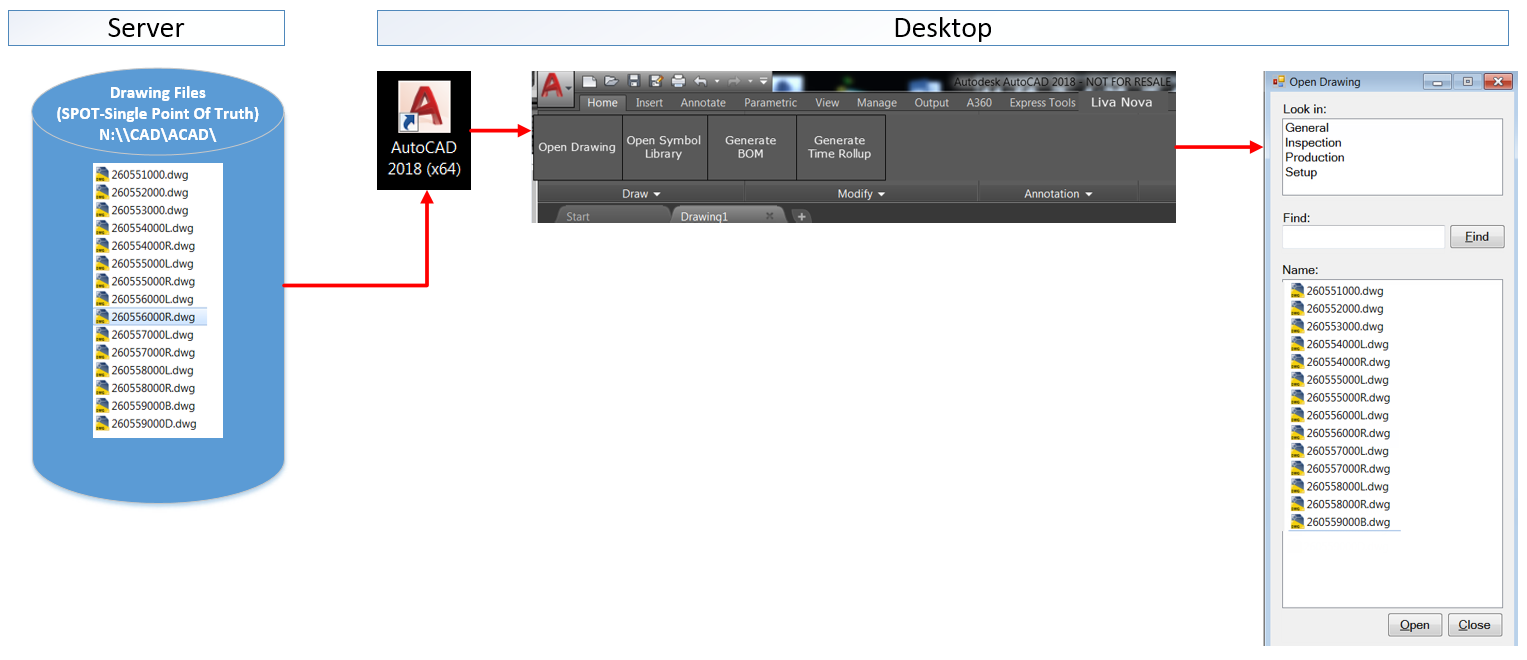 Server
Desktop
Drawing Files
(SPOT-Single Point Of Truth)
N:\\CAD\ACAD\
260551000.dwg
260552000.dwg
260553000.dwg
260554000L.dwg
260554000R.dwg
260555000L.dwg
260555000R.dwg
260556000L.dwg
260556000R.dwg
260557000L.dwg
260557000R.dwg
260558000L.dwg
260558000R.dwg
260559000B.dwg
260559000D.dwg
AutoCAD
2018 (x64)
Autodesk AutoCAD 2018 - NOT FOR RESALE
Home Insert Annotate Parametric View Manage Output A360 Express Tools Liva Nova
Open Drawing
Open Symbol
Library
Generate
BOM
Generate
Time Rollup
Draw Modify Annotation
Start Drawing1
Open Drawing
Look in:
General
Inspection
Production
Setup
Find:
Find
Name:
260551000.dwg
260552000.dwg
260553000.dwg
260554000L.dwg
260554000R.dwg
260555000L.dwg
260555000R.dwg
260556000L.dwg
260556000R.dwg
260557000L.dwg
260557000R.dwg
260558000L.dwg
260558000R.dwg
260559000B.dwg
Open Close